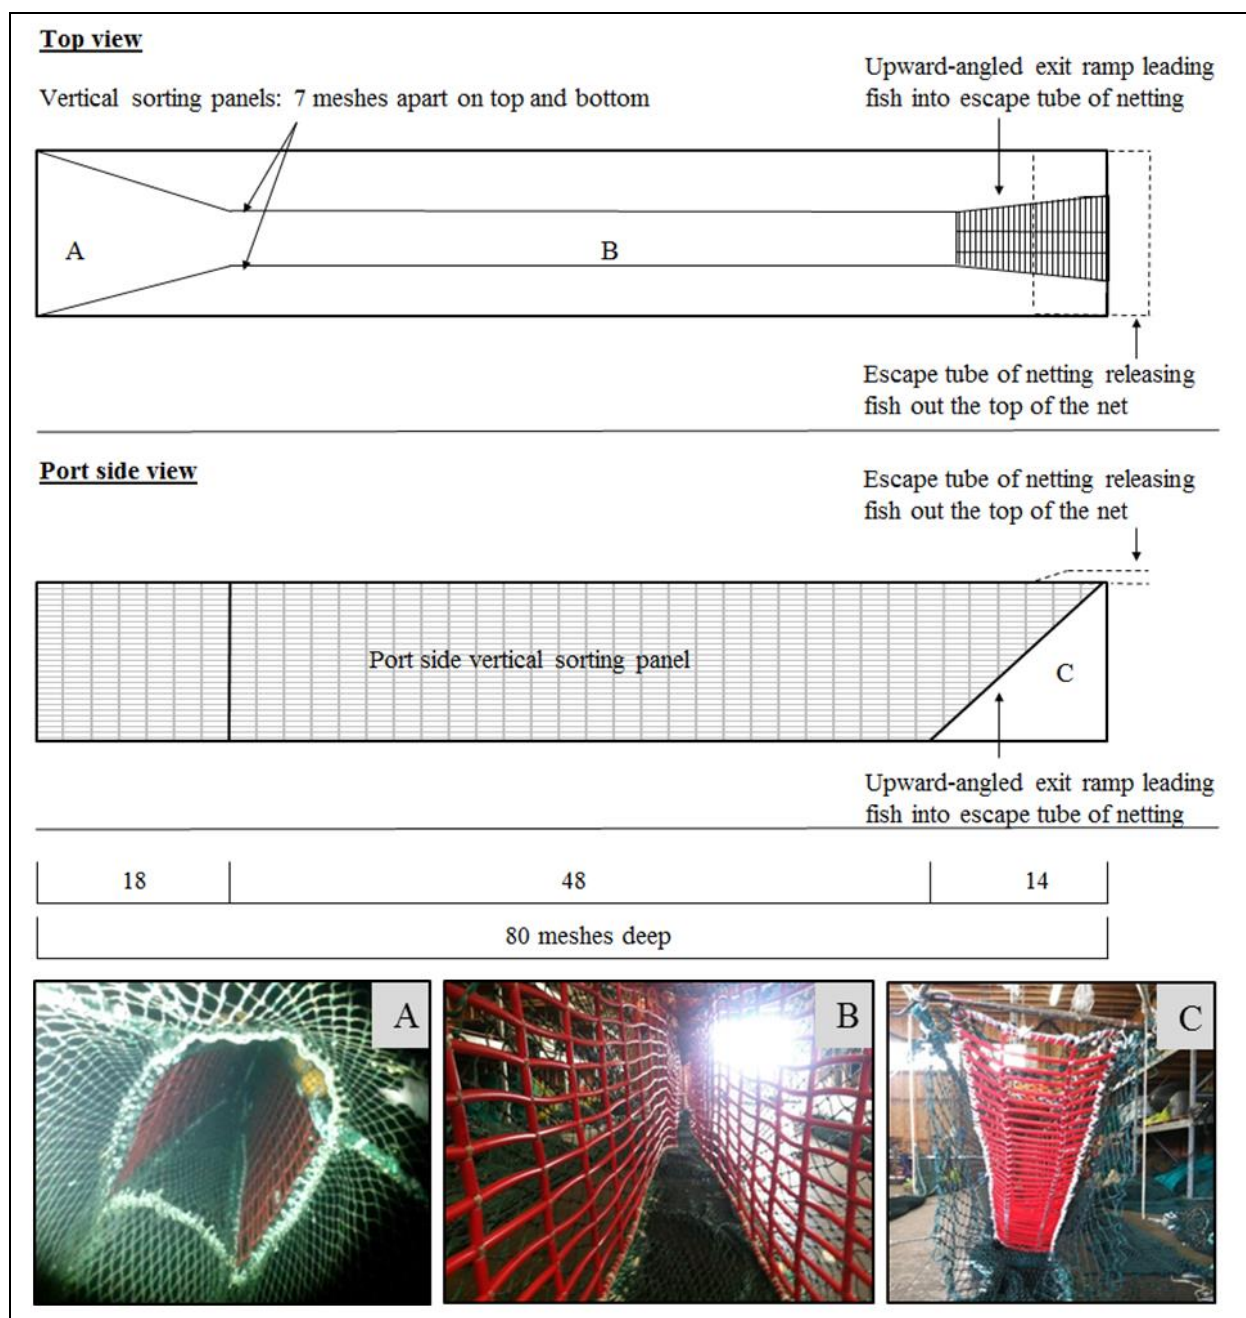 Top view
Upward-angled exit ramp leading
fish into escape tube of netting
Vertical sorting panels: 7 meshes apart on top and bottom
A
B
Escape tube of netting releasing
fish out the top of the net
Port side view
Escape tube of netting releasing
fish out the top of the net
Port side vertical sorting panel
C
Upward-angled exit ramp leading
fish into escape tube of netting
18
48
14
80 meshes deep
A
B
C